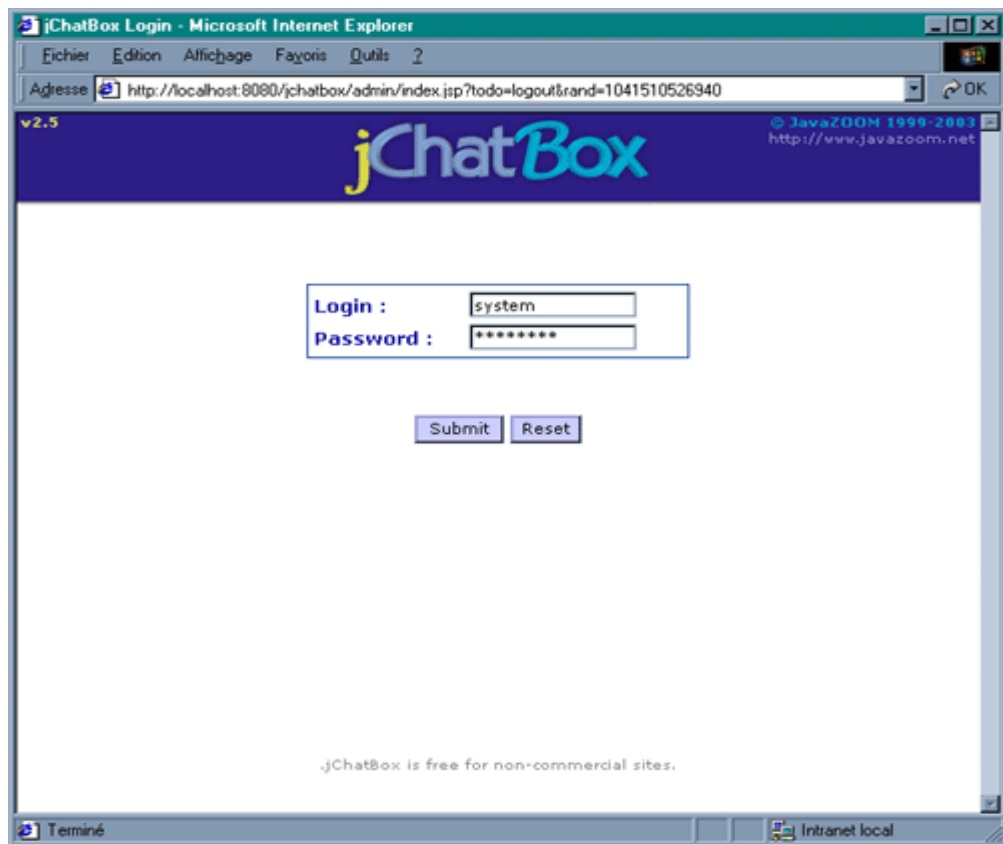 jChatBox Login - Microsoft Internet Explorer
Fichier Edition Affichage Favoris Outils ?
Adresse http://localhost:8080/jchatbox/admin/index.jsp?todo=logout&rand=1041510526940 OK
v2.5
jChatBox
© JavaZOOM 1999-2003
http://www.javazoom.net
Login : system
Password : ********
Submit Reset
.jChatBox is free for non-commercial sites.
Terminé Intranet local